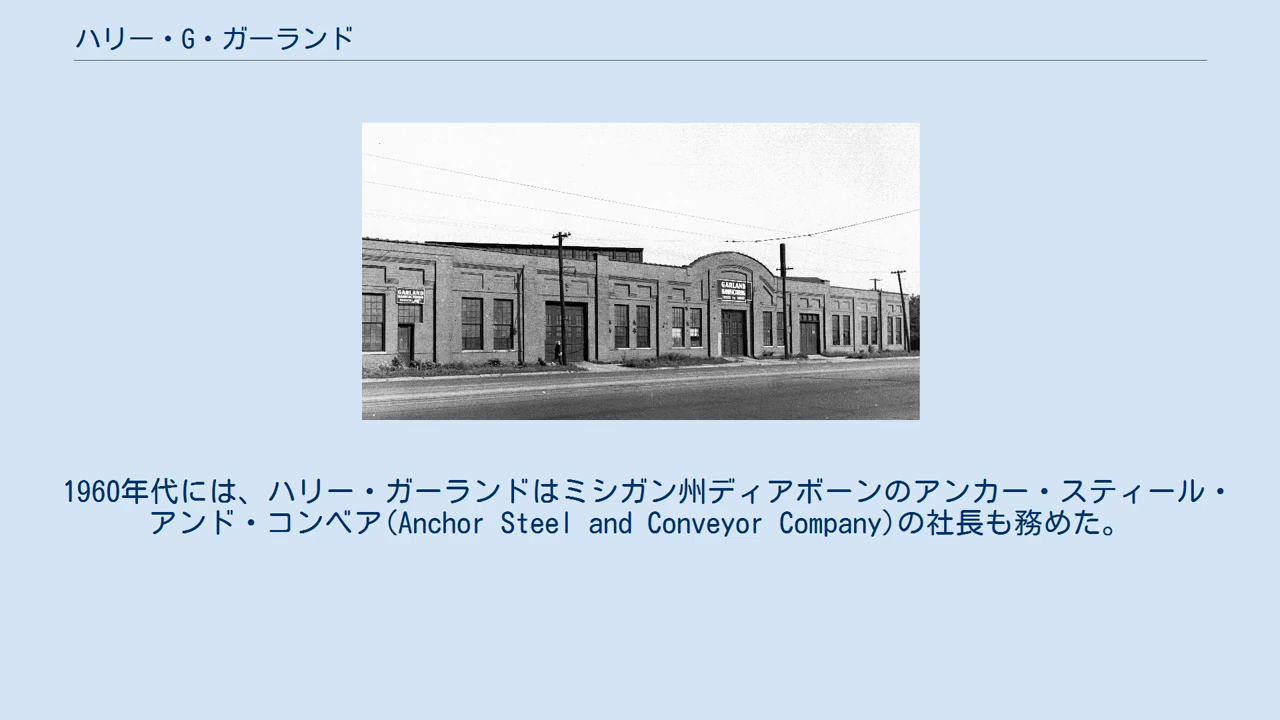 ハリー・G・ガーランド
GARLAND
GARLAND
MANUFACTURING
1960年代には、ハリー・ガーランドはミシガン州ディアボーンのアンカー・スティール・
アンド・コンベア(Anchor Steel and Conveyor Company)の社長も務めた。